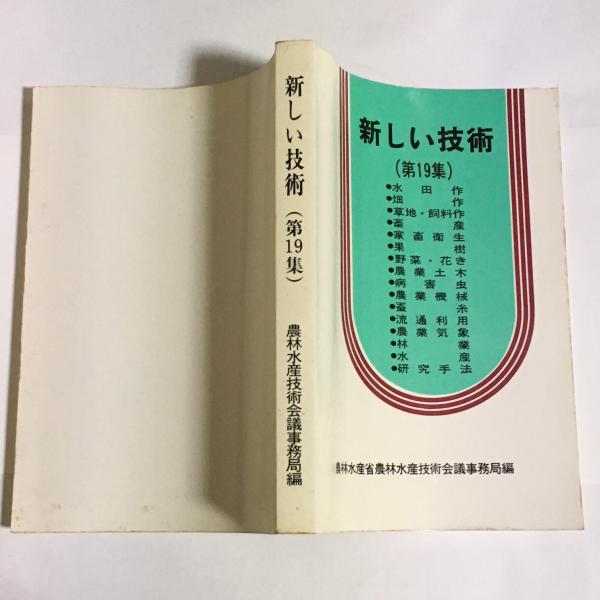 新しい技術（第19集）
農林水産技術会議事務局編
新しい技術
(第19集)
●水田作
●畑作
●草地・飼料作
●畜産
●家畜衛生
●果樹
●野菜・花き
●農業土木
●病害虫
●農業機械
●蚕糸
●流通利用
●農業気象
●林業
●水産
●研究手法
農林水産省農林水産技術会議事務局編